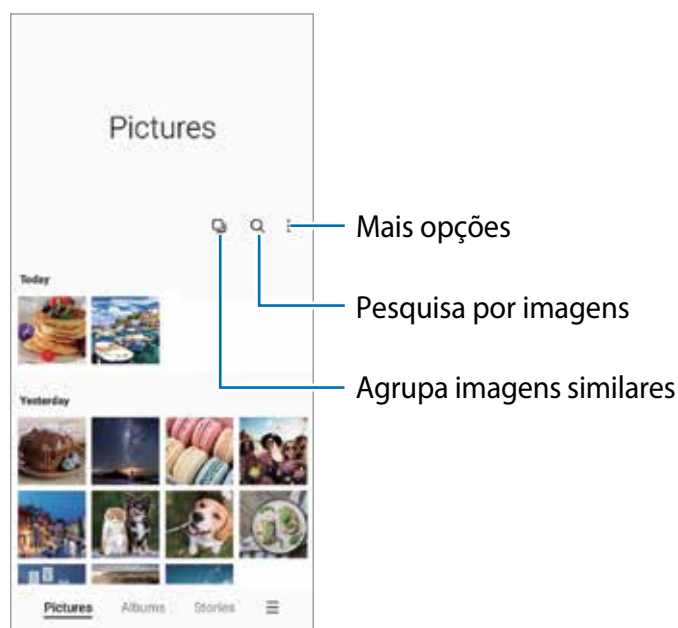 Pictures
Mais opções
Today
Pesquisa por imagens
Agrupa imagens similares
Yesterday
Pictures Albums Stories